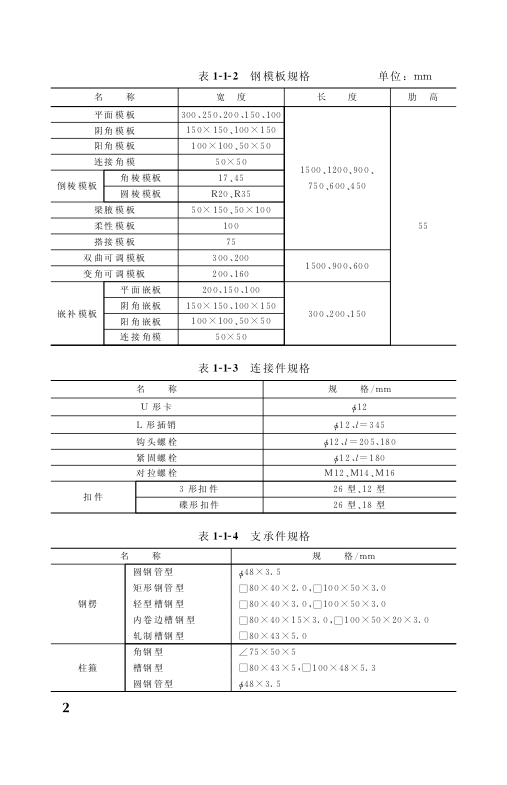 表 1-1-2 钢模板规格 单位：mm
名 称 宽 度 长 度 肋 高
平面模板 300、250、200、150、100 1500、1200、900、750、600、450 55
阴角模板 150×150、100×150
阳角模板 100×100、50×50
连接角模 50×50
倒棱模板 角棱模板 17、45
圆棱模板 R20、R35
梁腋模板 50×150、50×100
柔性模板 100
搭接模板 75
双曲可调模板 300、200 1500、900、600
变角可调模板 200、160
嵌补模板 平面嵌板 200、150、100 300、200、150
阴角嵌板 150×150、100×150
阳角嵌板 100×100、50×50
连接角模 50×50
表 1-1-3 连接件规格
名 称 规 格/mm
U 形卡 ϕ12
L 形插销 ϕ12、l=345
钩头螺栓 ϕ12、l=205、180
紧固螺栓 ϕ12、l=180
对拉螺栓 M12、M14、M16
扣件 3 形扣件 26 型、12 型
碟形扣件 26 型、18 型
表 1-1-4 支承件规格
名 称 规 格/mm
钢楞 圆钢管型 ϕ48×3.5
矩形钢管型 □80×40×2.0，□100×50×3.0
轻型槽钢型 □80×40×3.0，□100×50×3.0
内卷边槽钢型 □80×40×15×3.0，□100×50×20×3.0
轧制槽钢型 □80×43×5.0
柱箍 角钢型 ∠75×50×5
槽钢型 □80×43×5，□100×48×5.3
圆钢管型 ϕ48×3.5
2